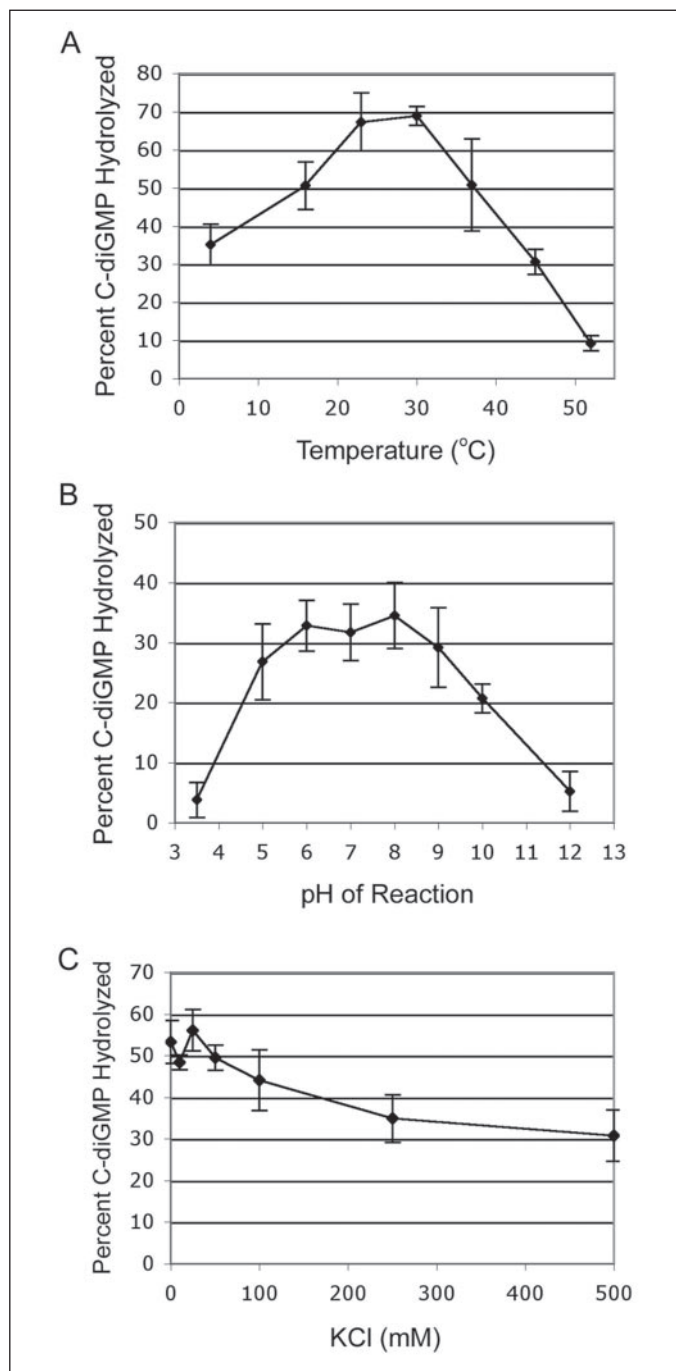 A
Percent C-diGMP Hydrolyzed
80
70
60
50
40
30
20
10
0
0 10 20 30 40 50
Temperature (°C)
B
Percent C-diGMP Hydrolyzed
50
40
30
20
10
0
3 4 5 6 7 8 9 10 11 12 13
pH of Reaction
C
Percent C-diGMP Hydrolyzed
70
60
50
40
30
20
10
0
0 100 200 300 400 500
KCl (mM)